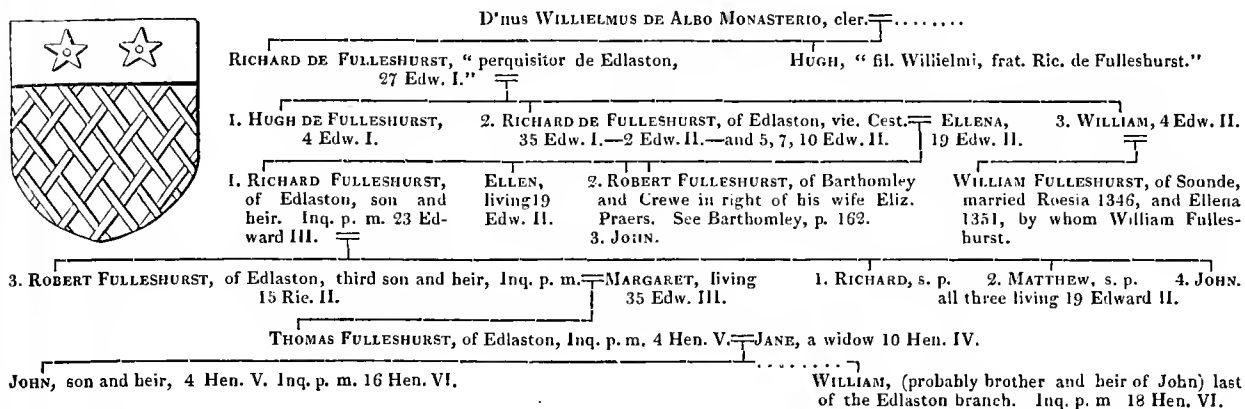 D'nus WILLIELMUS DE ALBO MONASTERIO, cler. ........
RICHARD DE FULLESHURST, “ perquisitor de Edlaston,
27 Edw. I.”
HUGH, “ fil. Willielmi, frat. Ric. de Fulleshurst.”
1. HUGH DE FULLESHURST,
4 Edw. I.
2. RICHARD DE FULLESHURST, of Edlaston, vic. Cest.
35 Edw. I.—2 Edw. II.—and 5, 7, 10 Edw. II.
ELLENA,
19 Edw. II.
3. WILLIAM, 4 Edw. II.
1. RICHARD FULLESHURST,
of Edlaston, son and
heir. Inq. p. m. 23 Ed-
ward III.
ELLEN,
living 19
Edw. II.
2. ROBERT FULLESHURST, of Barthomley
and Crewe in right of his wife Eliz.
Praers. See Barthomley, p. 162.
3. JOHN.
WILLIAM FULLESHURST, of Sounde,
married Roesia 1346, and Ellena
1351, by whom William Fulles-
hurst.
3. ROBERT FULLESHURST, of Edlaston, third son and heir, Inq. p. m.
15 Ric. II.
MARGARET, living
35 Edw. III.
1. RICHARD, s. p. 2. MATTHEW, s. p. 4. JOHN.
all three living 19 Edward II.
THOMAS FULLESHURST, of Edlaston, Inq. p. m. 4 Hen. V. JANE, a widow 10 Hen. IV.
JOHN, son and heir, 4 Hen. V. Inq. p. m. 16 Hen. VI.
WILLIAM, (probably brother and heir of John) last
of the Edlaston branch. Inq. p. m 18 Hen. VI.